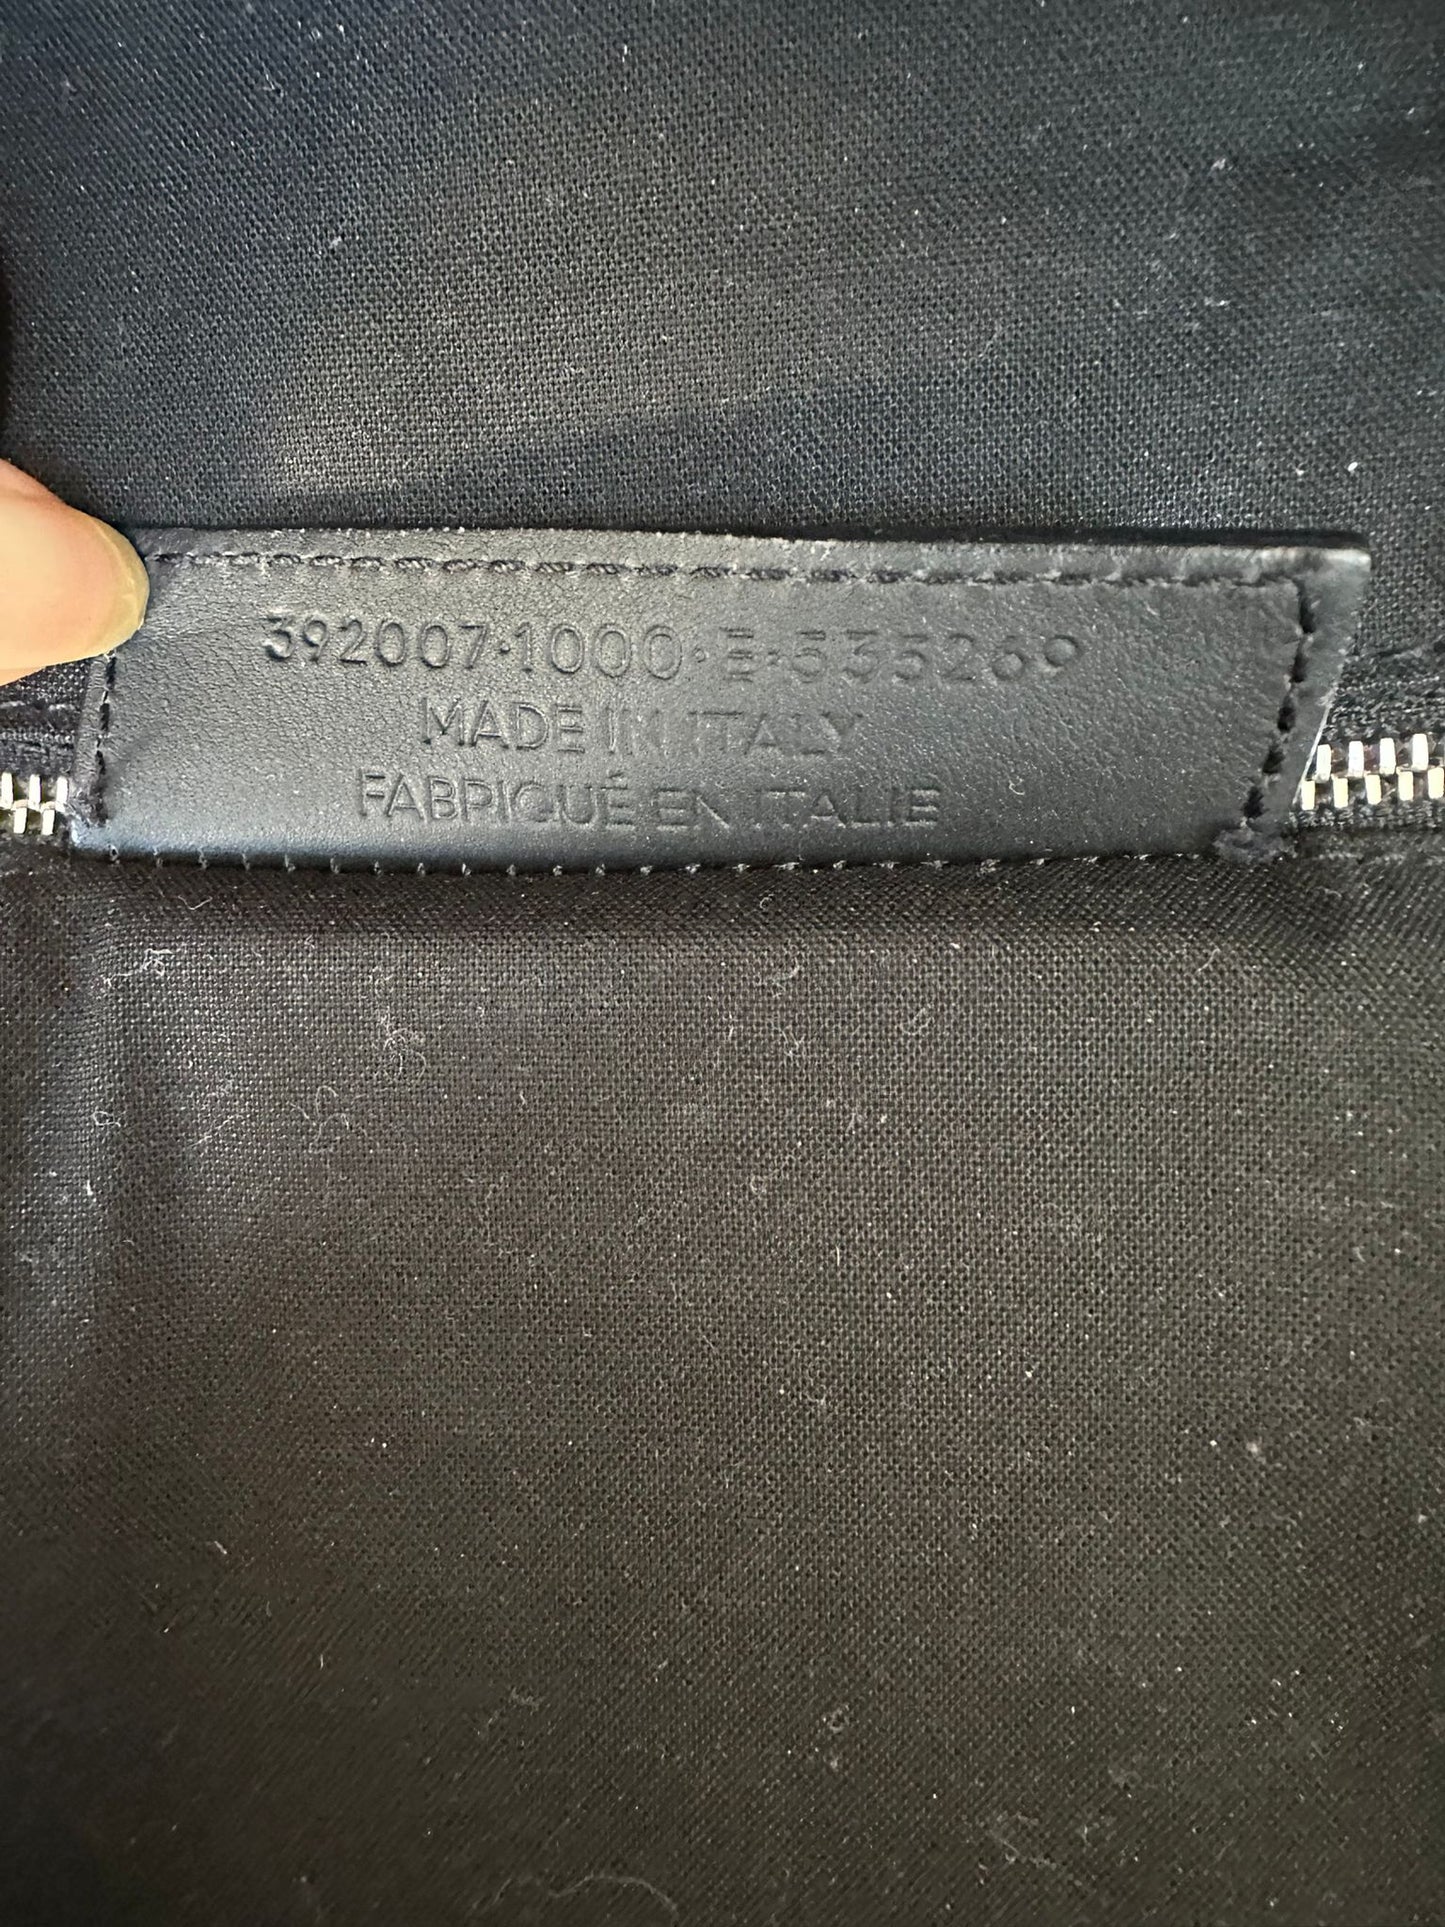 392007·1000·E·535269
MADE IN ITALY
FABRIQUÉ EN ITALIE